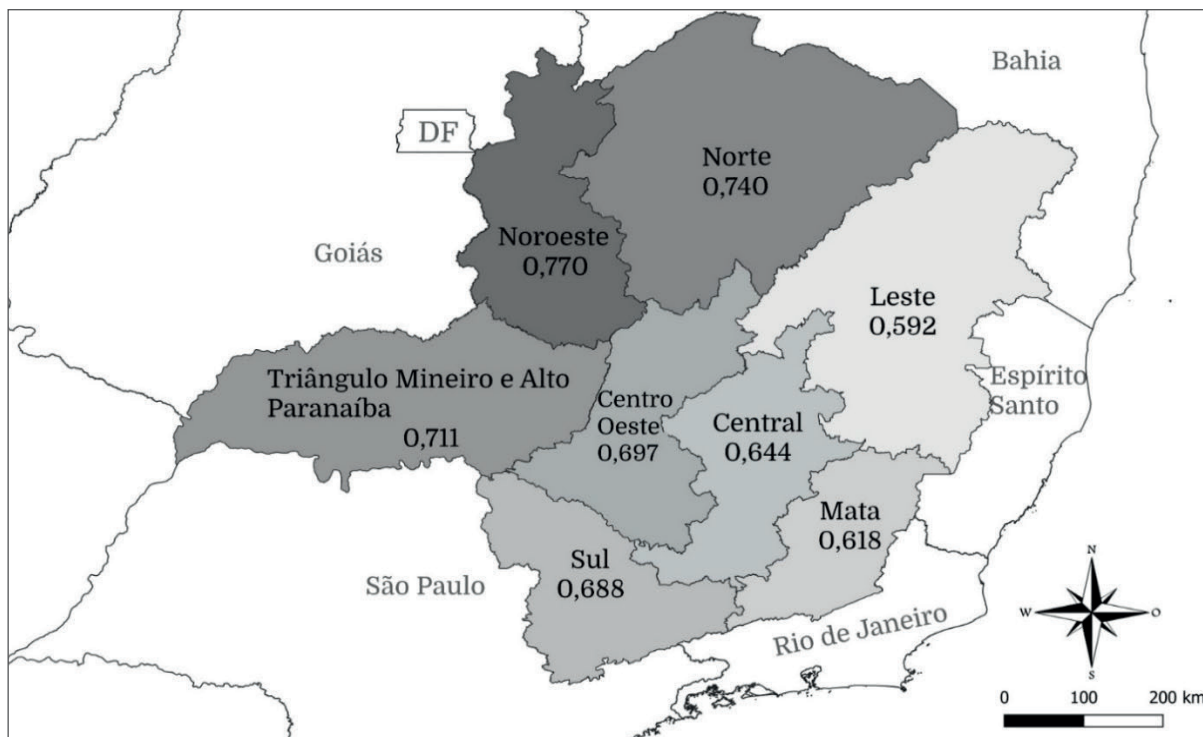 Bahia
DF
Norte
0,740
Noroeste
0,770
Goiás
Leste
0,592
Triângulo Mineiro e Alto
Paranaíba
0,711
Centro
Oeste
0,697
Central
0,644
Espírito
Santo
Mata
0,618
Sul
0,688
São Paulo
Rio de Janeiro
N
W
O
S
0
100
200 km